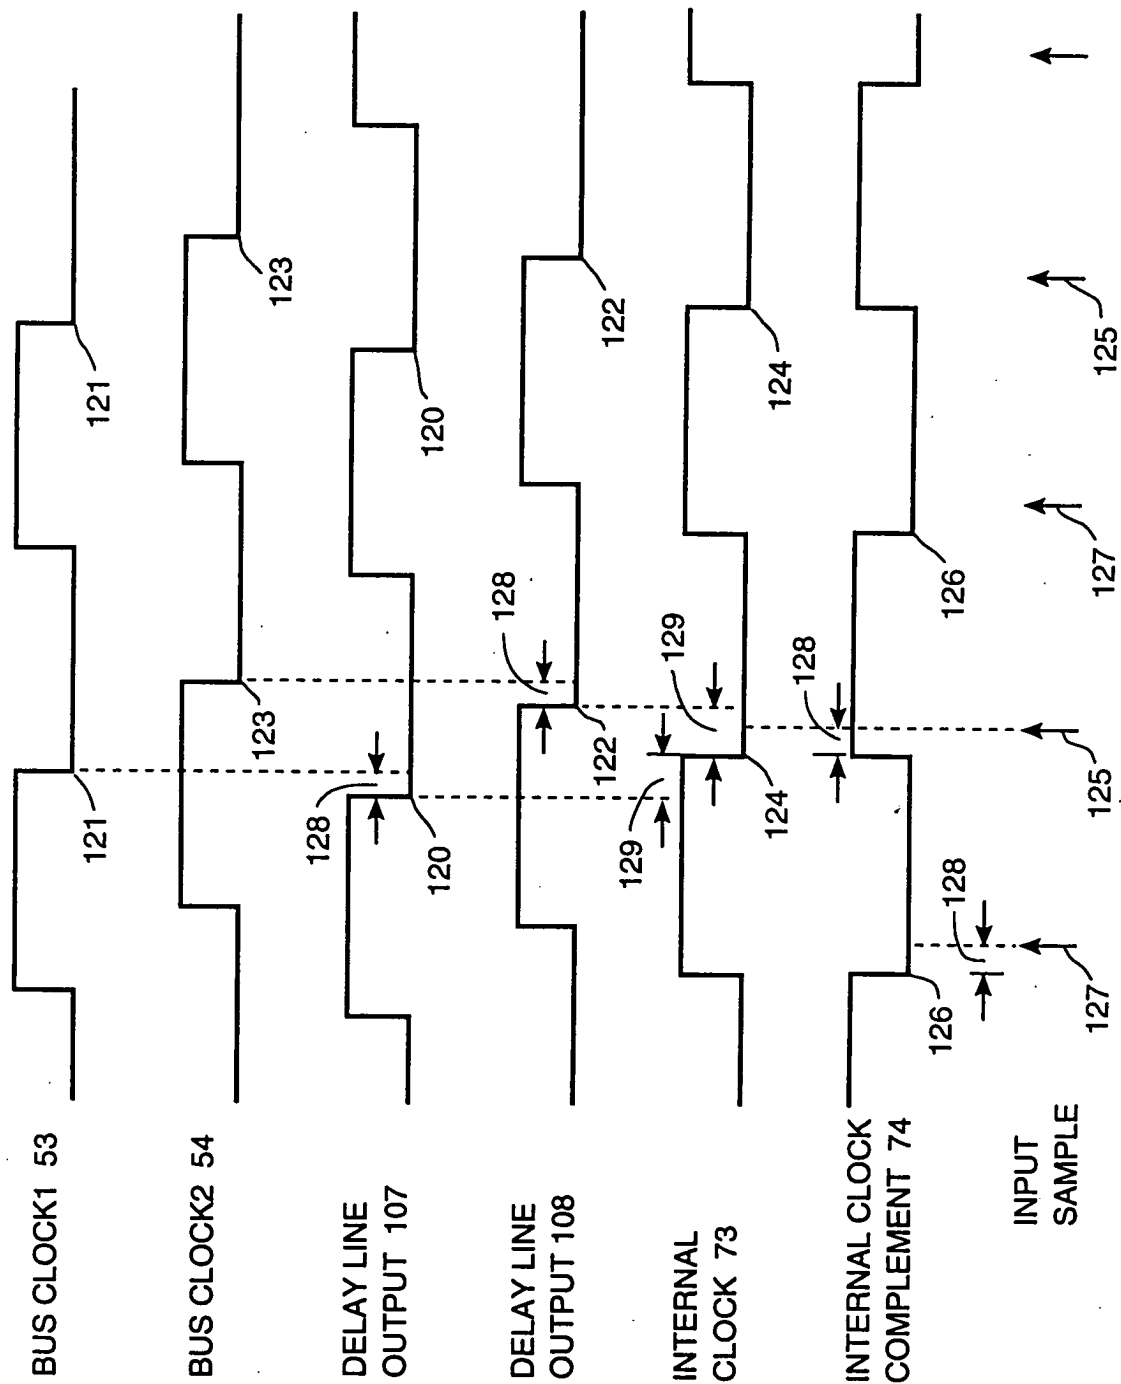 BUS CLOCK1 53
121
121
BUS CLOCK2 54
123
123
DELAY LINE
OUTPUT 107
128
120
120
DELAY LINE
OUTPUT 108
128
122
122
INTERNAL
CLOCK 73
129
129
124
124
INTERNAL CLOCK
COMPLEMENT 74
128
126
128
126
INPUT
SAMPLE
127
125
127
125